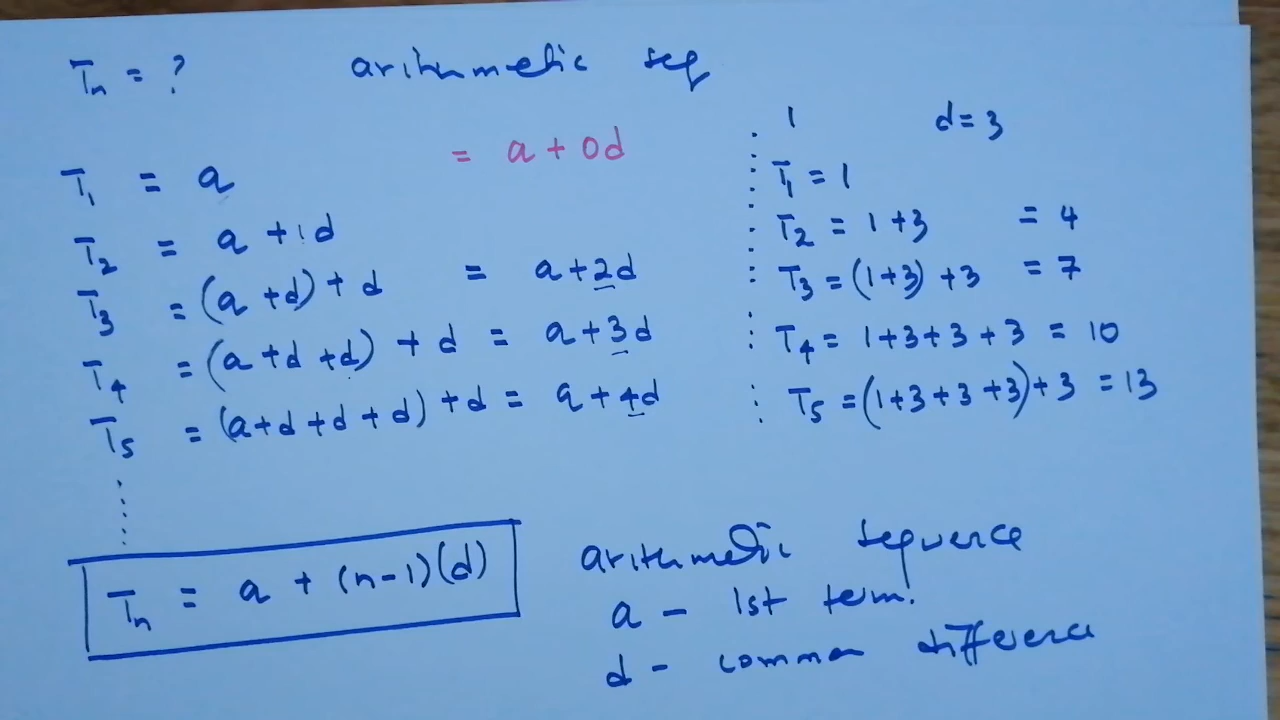 Tn = ? arithmetic seq
1 d = 3
T1 = a = a + 0d
T1 = 1
T2 = a + 1d
T2 = 1 + 3 = 4
T3 = (a + d) + d = a + 2d
T3 = (1+3) + 3 = 7
T4 = (a + d + d) + d = a + 3d
T4 = 1 + 3 + 3 + 3 = 10
T5 = (a + d + d + d) + d = a + 4d
T5 = (1+3+3+3)+3 = 13
Tn = a + (n-1)(d)
arithmetic sequence
a - 1st term.
d - common difference